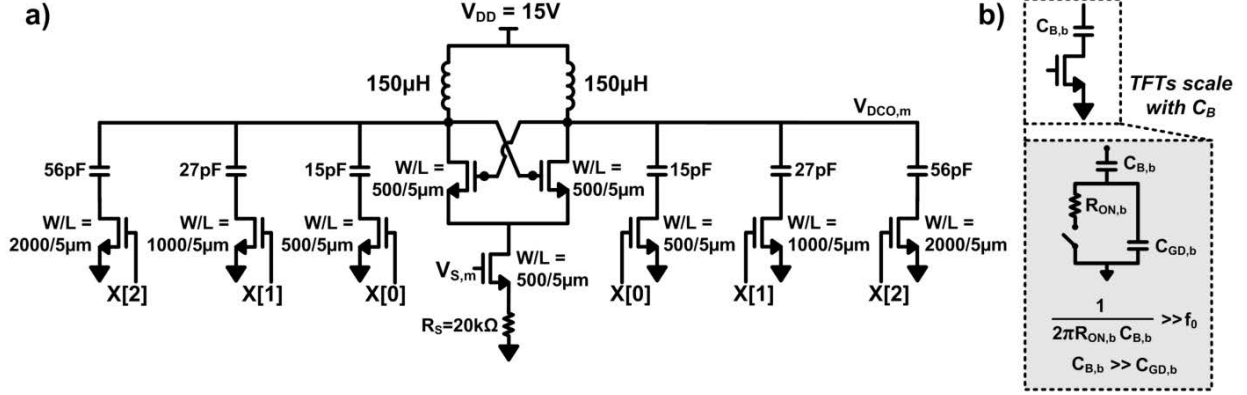 a)
V_DD = 15V
150µH
150µH
V_DCO,m
56pF
27pF
15pF
W/L =
500/5µm
W/L =
500/5µm
15pF
27pF
56pF
W/L =
2000/5µm
W/L =
1000/5µm
W/L =
500/5µm
W/L =
500/5µm
W/L =
500/5µm
W/L =
1000/5µm
W/L =
2000/5µm
V_S,m
X[2]
X[1]
X[0]
X[0]
X[1]
X[2]
R_S=20kΩ
b)
C_B,b
TFTs scale
with C_B
C_B,b
R_ON,b
C_GD,b
1
2πR_ON,b C_B,b
>>f_0
C_B,b >> C_GD,b